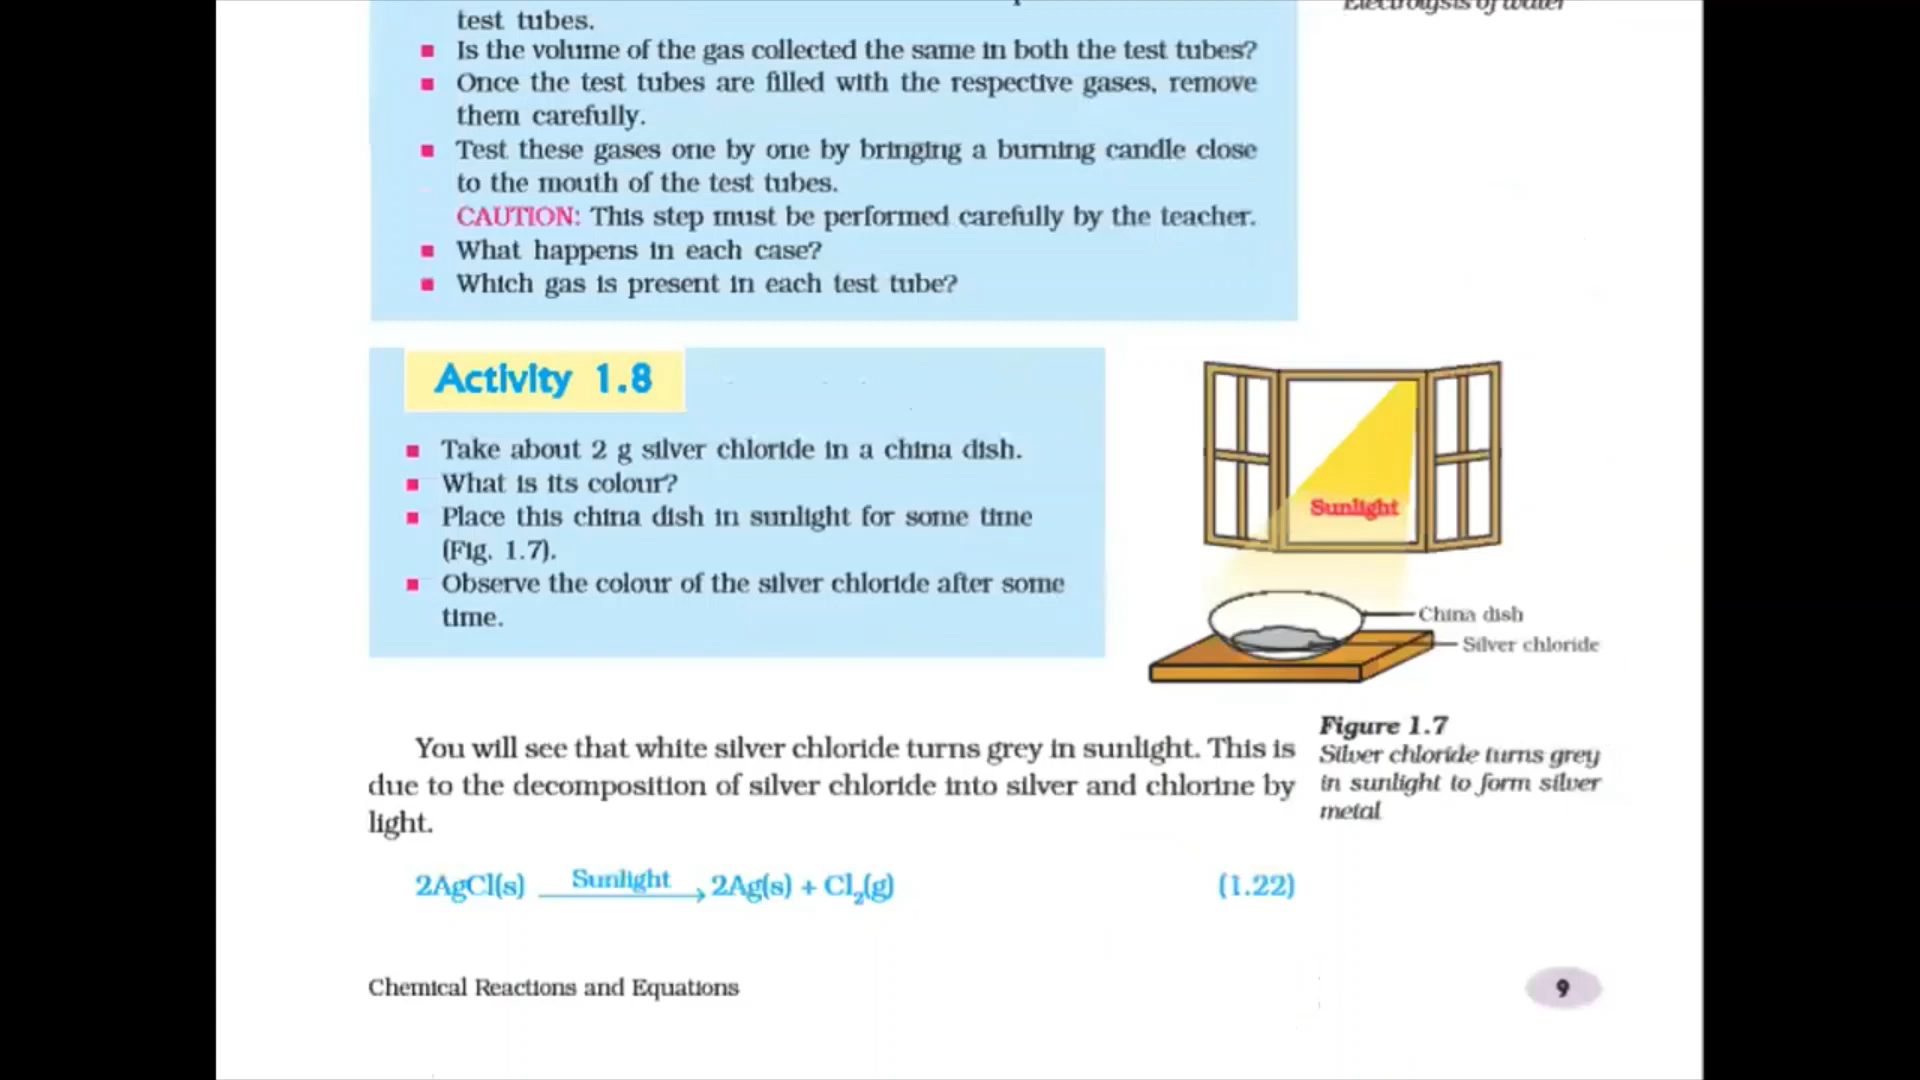 Electrolysis of water
test tubes.
■ Is the volume of the gas collected the same in both the test tubes?
■ Once the test tubes are filled with the respective gases, remove
them carefully.
■ Test these gases one by one by bringing a burning candle close
to the mouth of the test tubes.
CAUTION: This step must be performed carefully by the teacher.
■ What happens in each case?
■ Which gas is present in each test tube?
Activity 1.8
■ Take about 2 g silver chloride in a china dish.
■ What is its colour?
■ Place this china dish in sunlight for some time
(Fig. 1.7).
■ Observe the colour of the silver chloride after some
time.
Sunlight
China dish
Silver chloride
Figure 1.7
Silver chloride turns grey
in sunlight to form silver
metal
You will see that white silver chloride turns grey in sunlight. This is
due to the decomposition of silver chloride into silver and chlorine by
light.
2AgCl(s) Sunlight → 2Ag(s) + Cl₂(g) (1.22)
Chemical Reactions and Equations
9